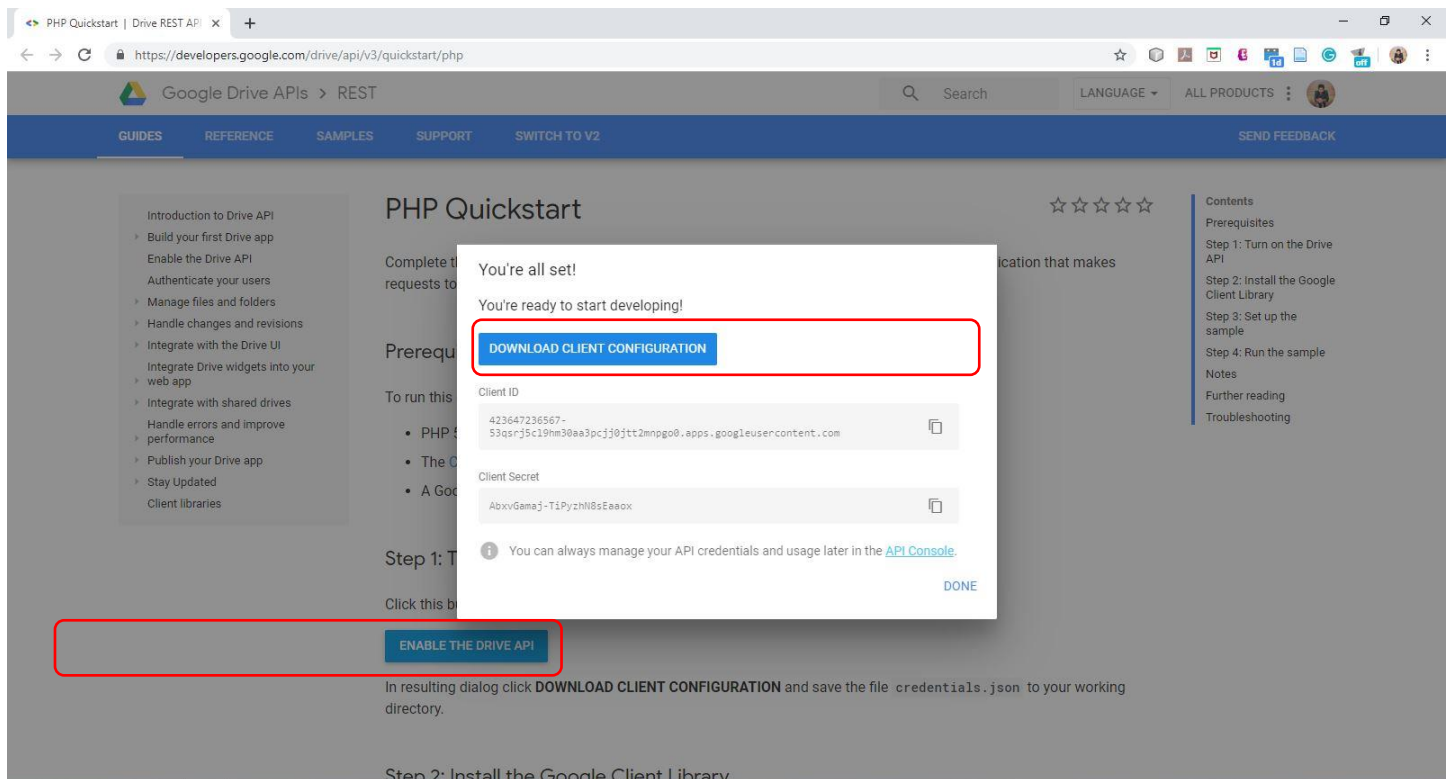 PHP Quickstart | Drive REST API
https://developers.google.com/drive/api/v3/quickstart/php
1d
off
Google Drive APIs > REST
Search
LANGUAGE
ALL PRODUCTS
GUIDES REFERENCE SAMPLES SUPPORT SWITCH TO V2 SEND FEEDBACK
Introduction to Drive API
Build your first Drive app
Enable the Drive API
Authenticate your users
Manage files and folders
Handle changes and revisions
Integrate with the Drive UI
Integrate Drive widgets into your
web app
Integrate with shared drives
Handle errors and improve
performance
Publish your Drive app
Stay Updated
Client libraries
PHP Quickstart
Complete t
ication that makes
requests to
Prerequ
To run this
• PHP 5
• The C
• A Goo
Step 1: T
Click this b
ENABLE THE DRIVE API
In resulting dialog click DOWNLOAD CLIENT CONFIGURATION and save the file credentials.json to your working
directory.
Step 2: Install the Google Client Library
You're all set!
You're ready to start developing!
DOWNLOAD CLIENT CONFIGURATION
Client ID
423647236567-
53qsrj5cl9hm30aa3pcjj0jtt2mnpgo0.apps.googleusercontent.com
Client Secret
AbxvGamaj-TiPyzhN8sEaaox
You can always manage your API credentials and usage later in the API Console.
DONE
Contents
Prerequisites
Step 1: Turn on the Drive
API
Step 2: Install the Google
Client Library
Step 3: Set up the
sample
Step 4: Run the sample
Notes
Further reading
Troubleshooting